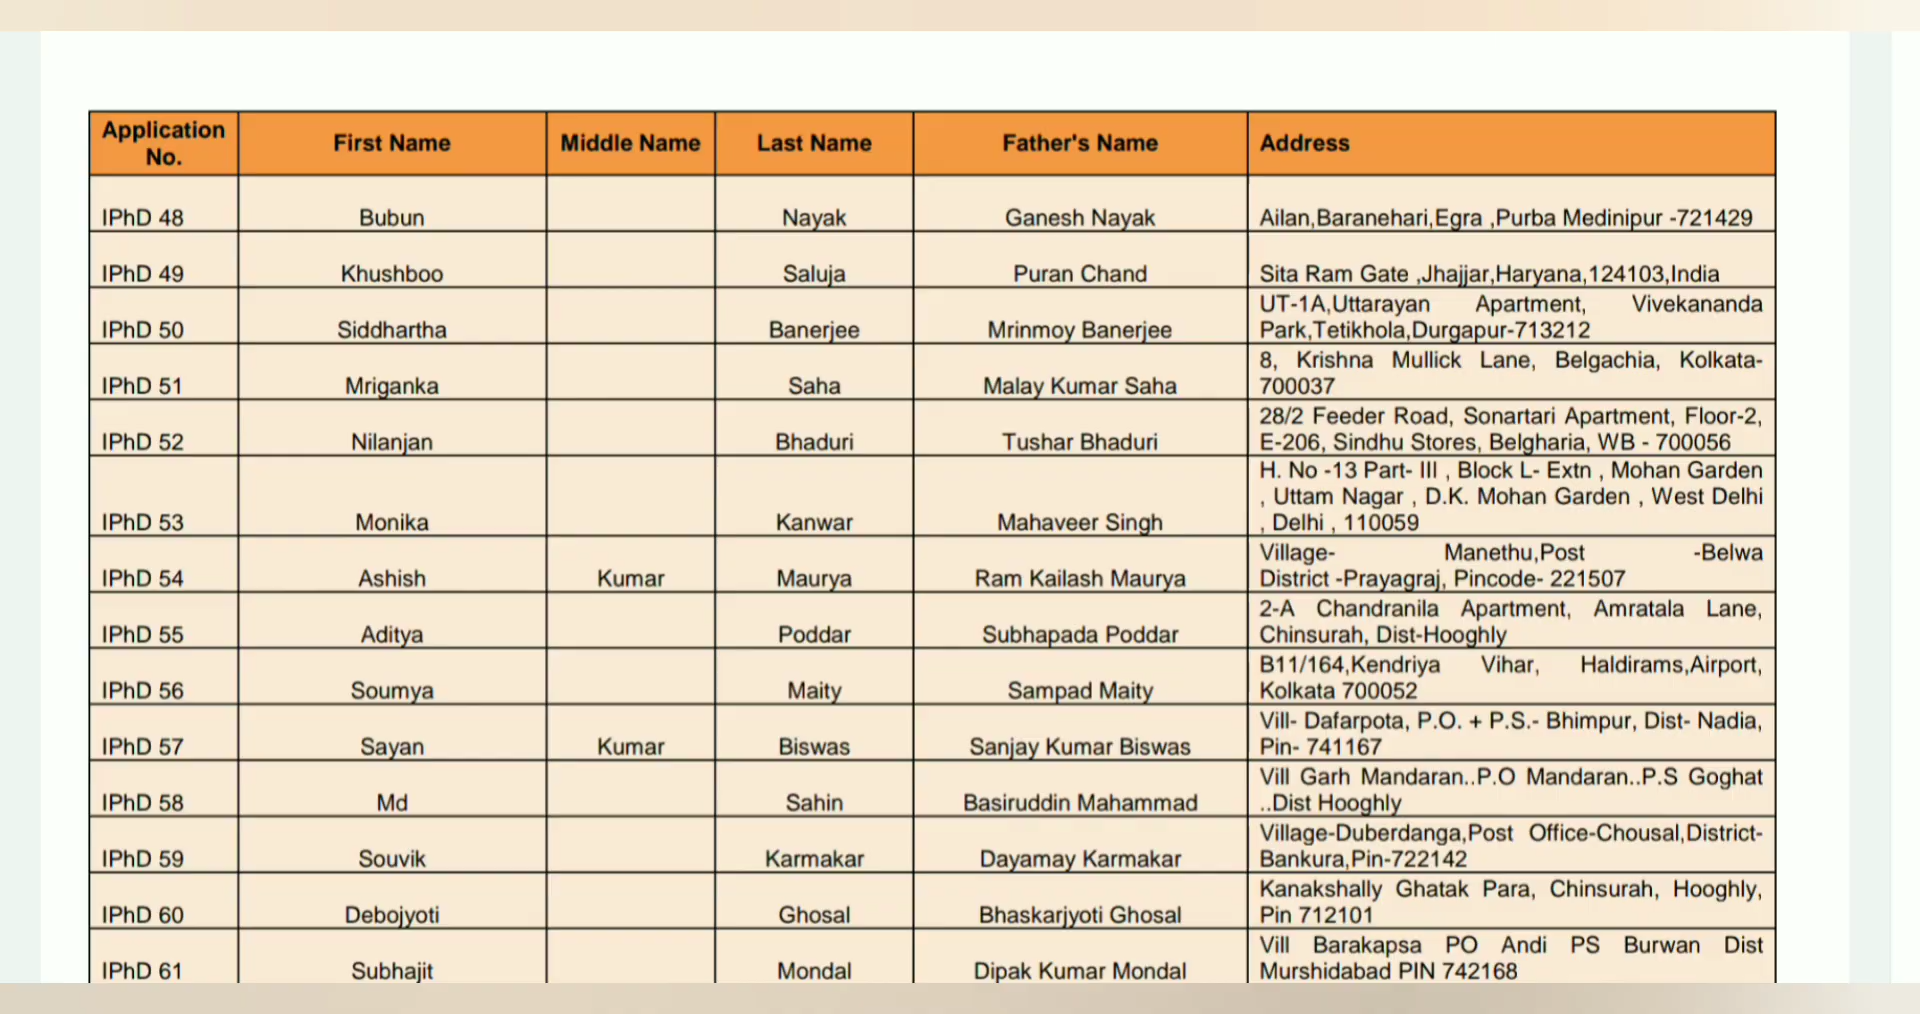 Application No. First Name Middle Name Last Name Father's Name Address
IPhD 48 Bubun Nayak Ganesh Nayak Ailan,Baranehari,Egra ,Purba Medinipur -721429
IPhD 49 Khushboo Saluja Puran Chand Sita Ram Gate ,Jhajjar,Haryana,124103,India
IPhD 50 Siddhartha Banerjee Mrinmoy Banerjee UT-1A,Uttarayan Apartment, Vivekananda
Park,Tetikhola,Durgapur-713212
IPhD 51 Mriganka Saha Malay Kumar Saha 8, Krishna Mullick Lane, Belgachia, Kolkata-
700037
IPhD 52 Nilanjan Bhaduri Tushar Bhaduri 28/2 Feeder Road, Sonartari Apartment, Floor-2,
E-206, Sindhu Stores, Belgharia, WB - 700056
IPhD 53 Monika Kanwar Mahaveer Singh H. No -13 Part- III , Block L- Extn , Mohan Garden
, Uttam Nagar , D.K. Mohan Garden , West Delhi
, Delhi , 110059
IPhD 54 Ashish Kumar Maurya Ram Kailash Maurya Village- Manethu,Post -Belwa
District -Prayagraj, Pincode- 221507
IPhD 55 Aditya Poddar Subhapada Poddar 2-A Chandranila Apartment, Amratala Lane,
Chinsurah, Dist-Hooghly
IPhD 56 Soumya Maity Sampad Maity B11/164,Kendriya Vihar, Haldirams,Airport,
Kolkata 700052
IPhD 57 Sayan Kumar Biswas Sanjay Kumar Biswas Vill- Dafarpota, P.O. + P.S.- Bhimpur, Dist- Nadia,
Pin- 741167
IPhD 58 Md Sahin Basiruddin Mahammad Vill Garh Mandaran..P.O Mandaran..P.S Goghat
..Dist Hooghly
IPhD 59 Souvik Karmakar Dayamay Karmakar Village-Duberdanga,Post Office-Chousal,District-
Bankura,Pin-722142
IPhD 60 Debojyoti Ghosal Bhaskarjyoti Ghosal Kanakshally Ghatak Para, Chinsurah, Hooghly,
Pin 712101
IPhD 61 Subhajit Mondal Dipak Kumar Mondal Vill Barakapsa PO Andi PS Burwan Dist
Murshidabad PIN 742168